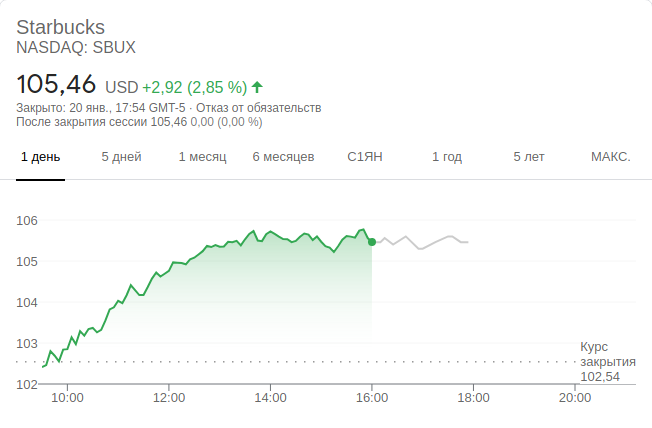 Starbucks
NASDAQ: SBUX
105,46 USD +2,92 (2,85 %)
Закрыто: 20 янв., 17:54 GMT-5 · Отказ от обязательств
После закрытия сессии 105,46 0,00 (0,00 %)
1 день 5 дней 1 месяц 6 месяцев С1ЯН 1 год 5 лет МАКС.
106
105
104
103
Курс
закрытия
102,54
102
10:00 12:00 14:00 16:00 18:00 20:00